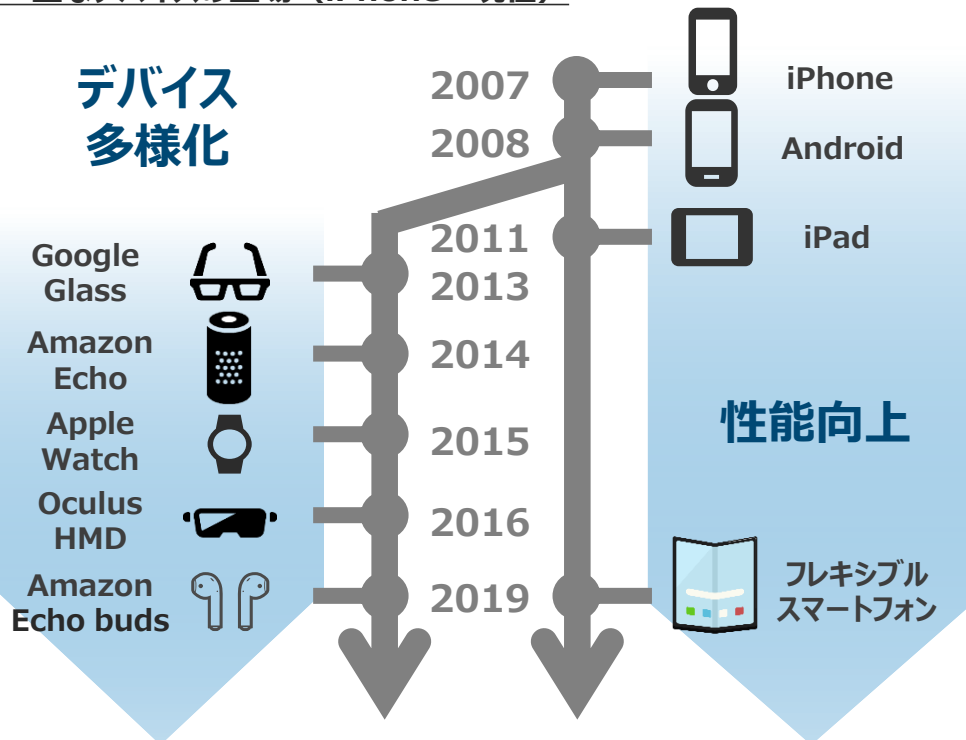 デバイス
多様化
2007
iPhone
2008
Android
2011
iPad
Google
Glass
2013
Amazon
Echo
2014
Apple
Watch
2015
性能向上
Oculus
HMD
2016
Amazon
Echo buds
2019
フレキシブル
スマートフォン